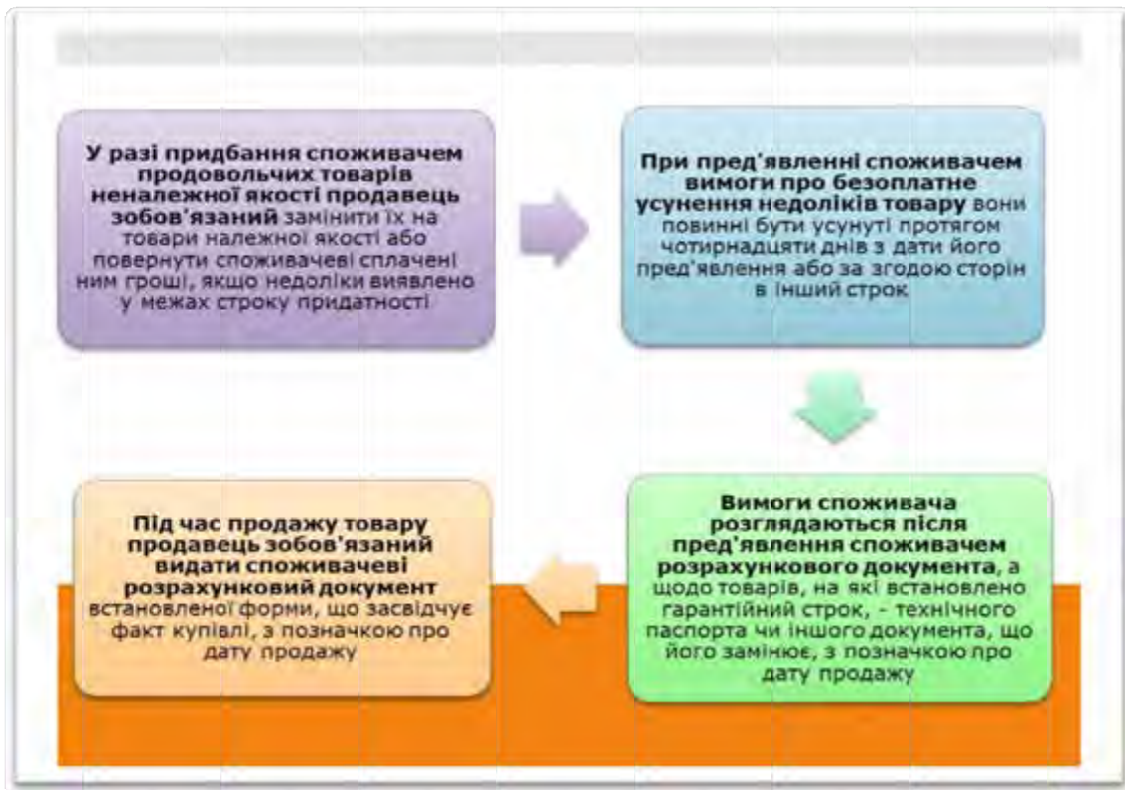 У разі придбання споживачем
продовольчих товарів
неналежної якості продавець
зобов'язаний замінити їх на
товари належної якості або
повернути споживачеві сплачені
ним гроші, якщо недоліки виявлено
у межах строку придатності
При пред'явленні споживачем
вимоги про безоплатне
усунення недоліків товару вони
повинні бути усунуті протягом
чотирнадцяти днів з дати його
пред'явлення або за згодою сторін
в інший строк
Вимоги споживача
розглядаються після
пред'явлення споживачем
розрахункового документа, а
щодо товарів, на які встановлено
гарантійний строк, - технічного
паспорта чи іншого документа, що
його замінює, з позначкою про
дату продажу
Під час продажу товару
продавець зобов'язаний
видати споживачеві
розрахунковий документ
встановленої форми, що засвідчує
факт купівлі, з позначкою про
дату продажу